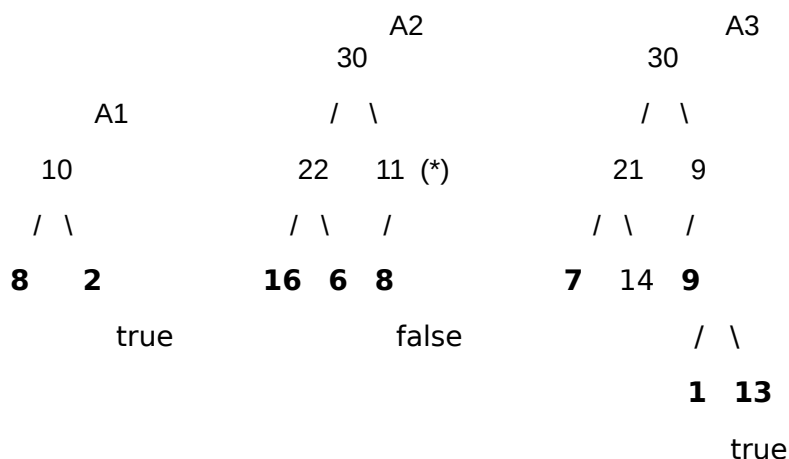 A2 A3
30 30
A1 / \ / \
10 22 11 (*) 21 9
/ \ / \ / / \ /
8 2 16 6 8 7 14 9
true false / \
1 13
true